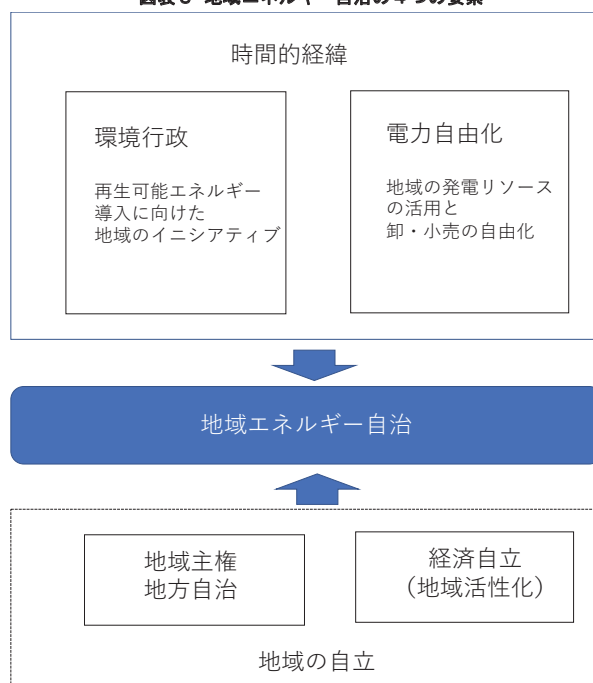 時間的経緯
環境行政
再生可能エネルギー
導入に向けた
地域のイニシアティブ
電力自由化
地域の発電リソース
の活用と
卸・小売の自由化
地域エネルギー自治
地域主権
地方自治
経済自立
(地域活性化)
地域の自立